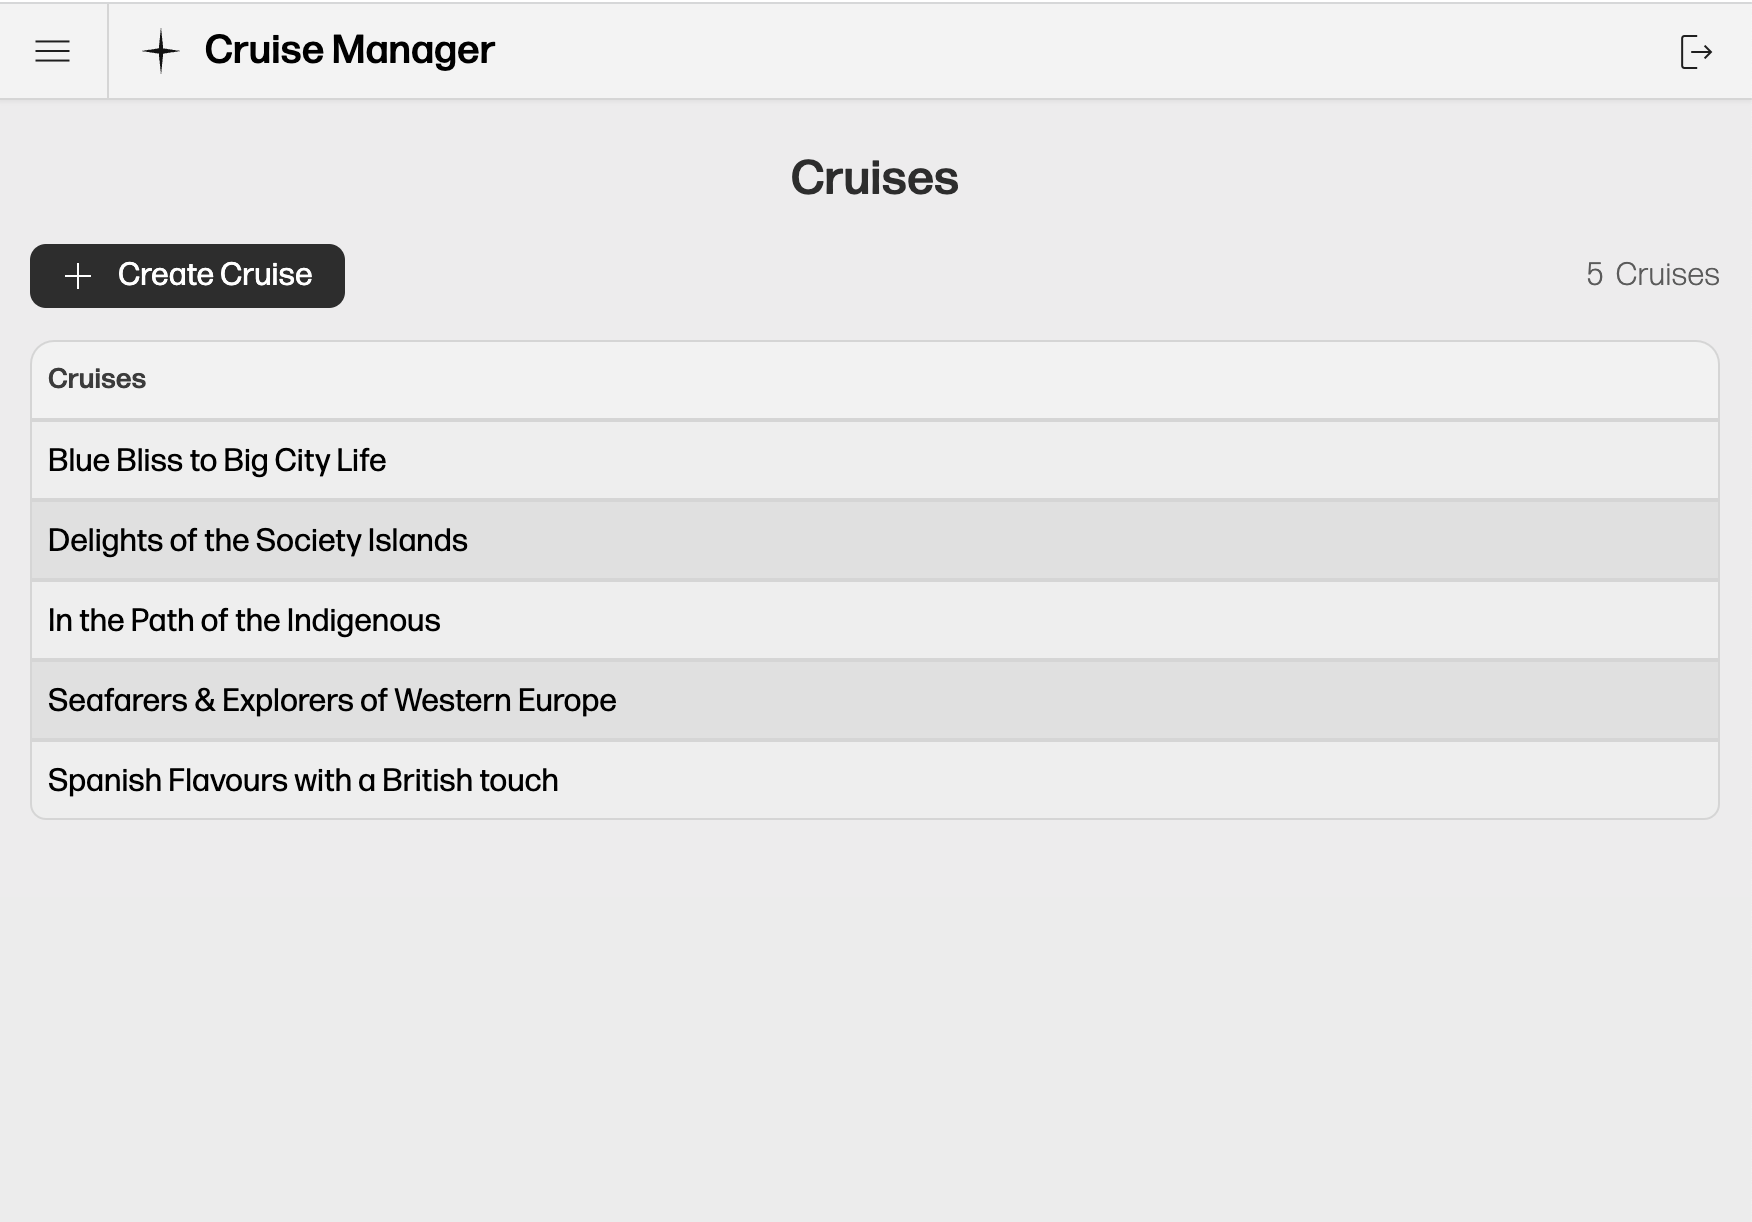 Cruise Manager
Cruises
Create Cruise
5 Cruises
Cruises
Blue Bliss to Big City Life
Delights of the Society Islands
In the Path of the Indigenous
Seafarers & Explorers of Western Europe
Spanish Flavours with a British touch